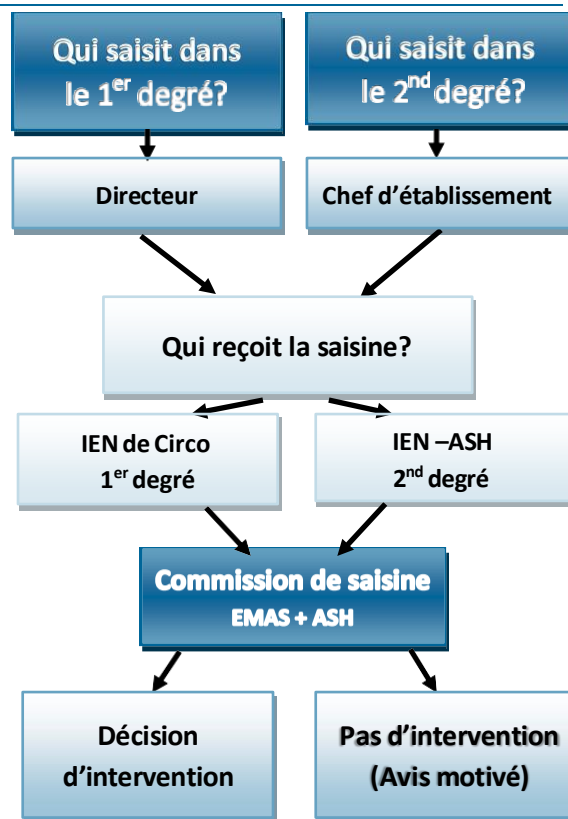 Qui saisit dans
le 1er degré?
Qui saisit dans
le 2nd degré?
Directeur
Chef d'établissement
Qui reçoit la saisine?
IEN de Circo
1er degré
IEN –ASH
2nd degré
Commission de saisine
EMAS + ASH
Décision
d'intervention
Pas d'intervention
(Avis motivé)